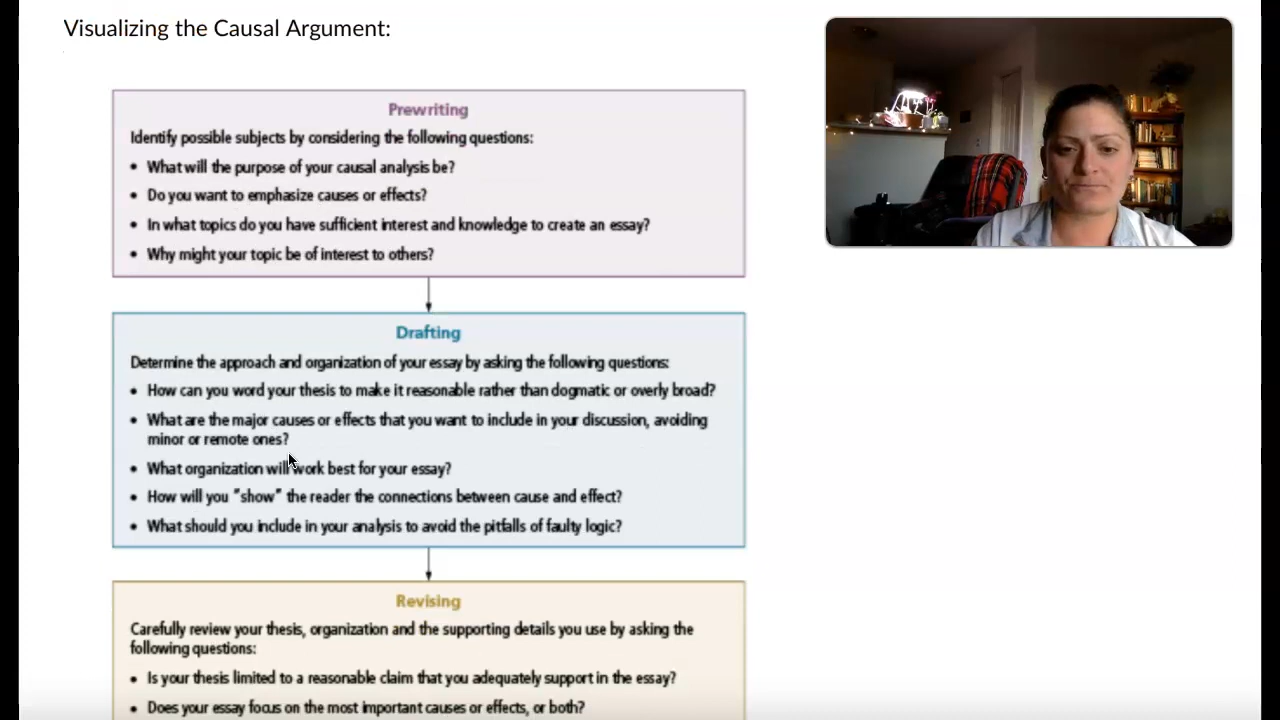 Visualizing the Causal Argument:
Prewriting
Identify possible subjects by considering the following questions:
• What will the purpose of your causal analysis be?
• Do you want to emphasize causes or effects?
• In what topics do you have sufficient interest and knowledge to create an essay?
• Why might your topic be of interest to others?
Drafting
Determine the approach and organization of your essay by asking the following questions:
• How can you word your thesis to make it reasonable rather than dogmatic or overly broad?
• What are the major causes or effects that you want to include in your discussion, avoiding
minor or remote ones?
• What organization will work best for your essay?
• How will you "show" the reader the connections between cause and effect?
• What should you include in your analysis to avoid the pitfalls of faulty logic?
Revising
Carefully review your thesis, organization and the supporting details you use by asking the
following questions:
• Is your thesis limited to a reasonable claim that you adequately support in the essay?
• Does your essay focus on the most important causes or effects, or both?